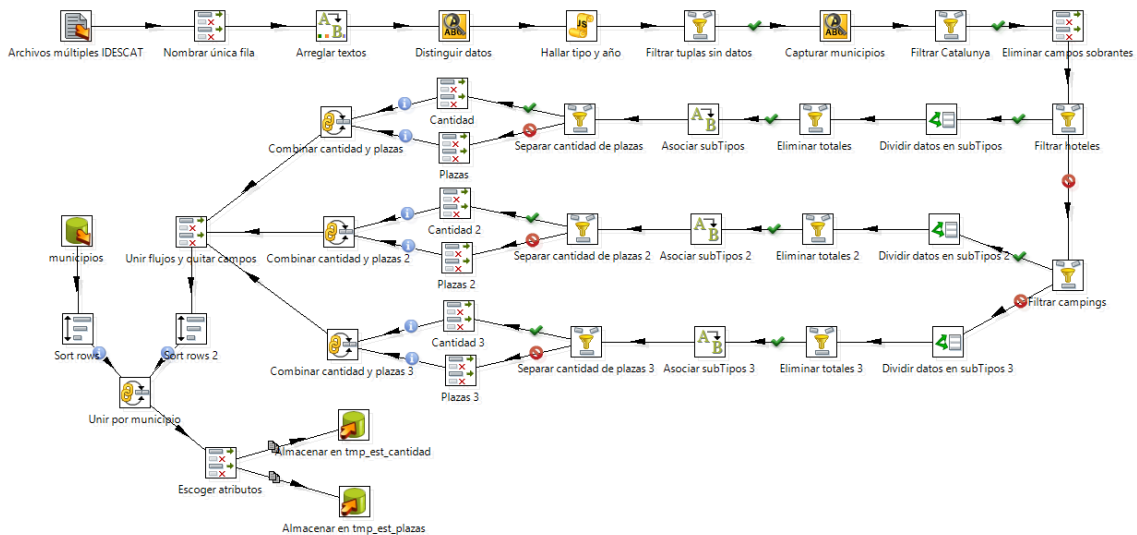 Archivos múltiples IDESCAT
Nombrar única fila
Arreglar textos
Distinguir datos
Hallar tipo y año
Filtrar tuplas sin datos
Capturar municipios
Filtrar Catalunya
Eliminar campos sobrantes
Cantidad
Combinar cantidad y plazas
Plazas
Separar cantidad de plazas
Asociar subTipos
Eliminar totales
Dividir datos en subTipos
Filtrar hoteles
municipios
Unir flujos y quitar campos
Cantidad 2
Combinar cantidad y plazas 2
Plazas 2
Separar cantidad de plazas 2
Asociar subTipos 2
Eliminar totales 2
Dividir datos en subTipos 2
Filtrar campings
Sort rows
Sort rows 2
Cantidad 3
Combinar cantidad y plazas 3
Plazas 3
Separar cantidad de plazas 3
Asociar subTipos 3
Eliminar totales 3
Dividir datos en subTipos 3
Unir por municipio
Almacenar en tmp_est_cantidad
Escoger atributos
Almacenar en tmp_est_plazas